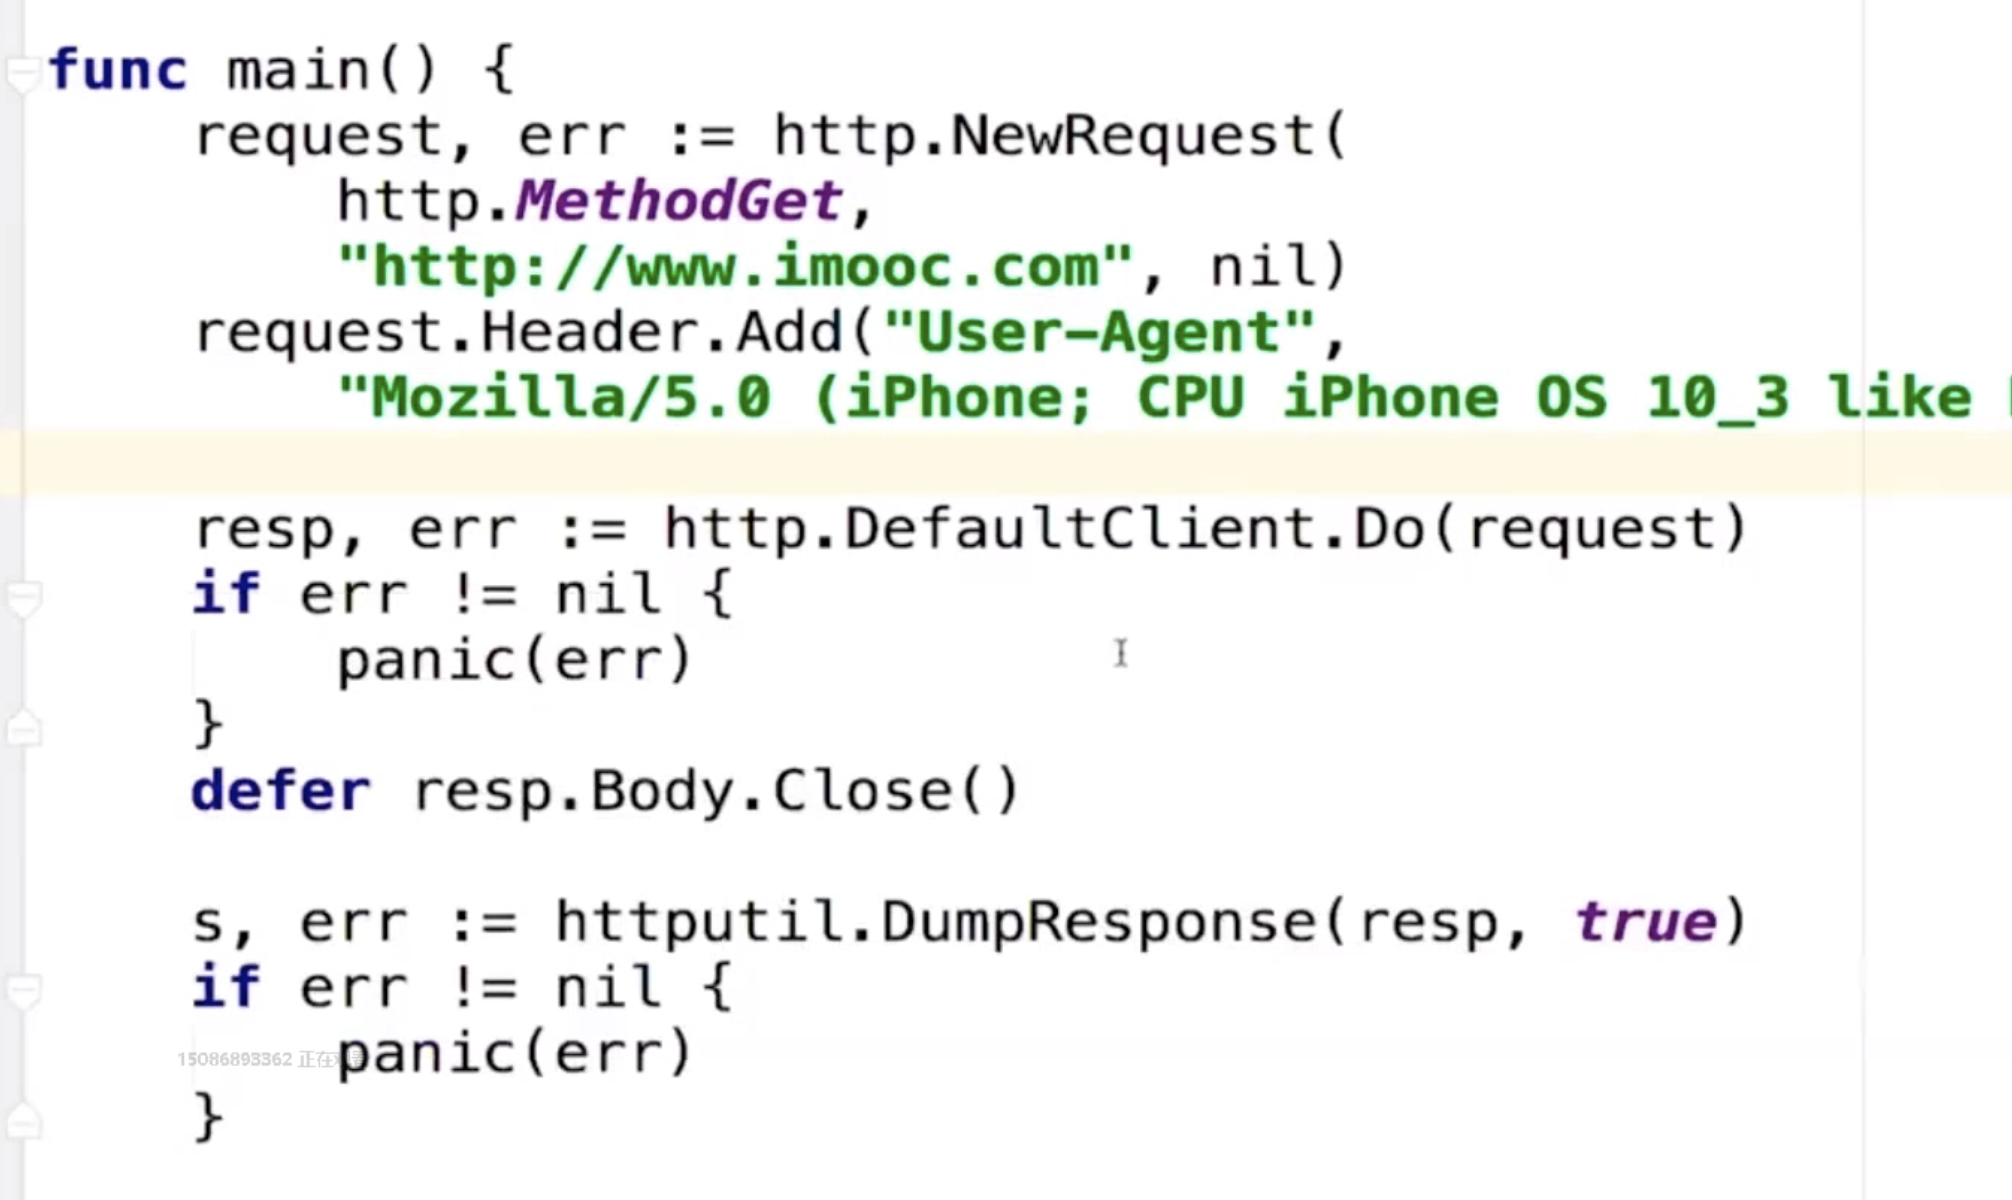 func main() {
request, err := http.NewRequest(
http.MethodGet,
"http://www.imooc.com", nil)
request.Header.Add("User-Agent",
"Mozilla/5.0 (iPhone; CPU iPhone OS 10_3 like
resp, err := http.DefaultClient.Do(request)
if err != nil {
panic(err)
}
defer resp.Body.Close()
s, err := httputil.DumpResponse(resp, true)
if err != nil {
15086893362 正在
panic(err)
}